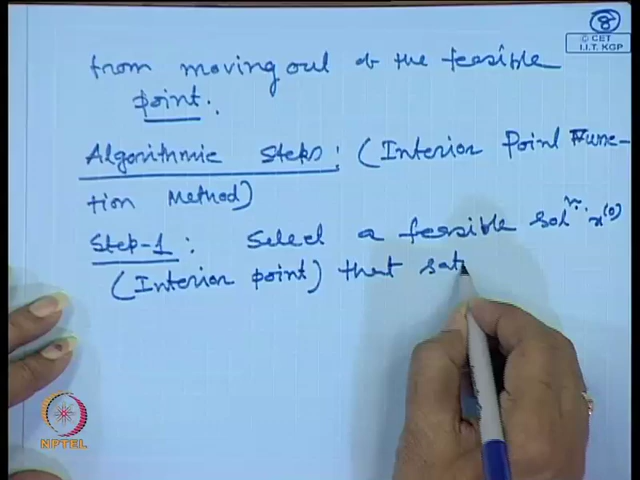 8
© CET
I.I.T. KGP
from moving out of the feasible
point.
Algorithmic Steps: (Interior Point Func-
tion Method)
Step-1: Select a feasible solⁿ. x⁽⁰⁾
(Interior point) that sat
NPTEL